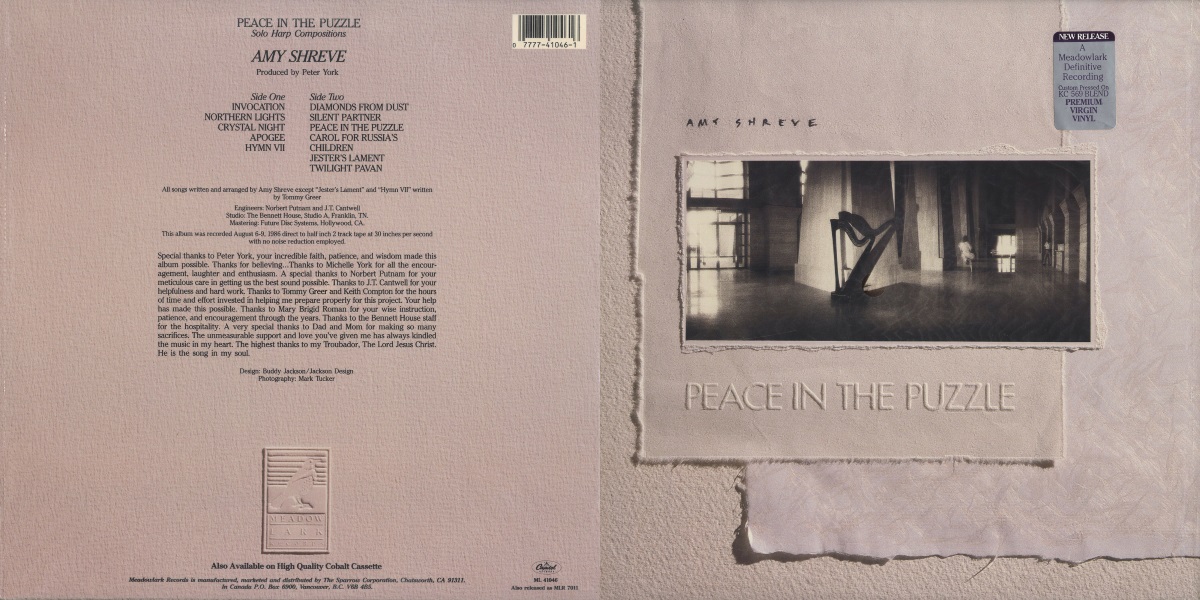 PEACE IN THE PUZZLE
Solo Harp Compositions
AMY SHREVE
Produced by Peter York
Side One
INVOCATION
NORTHERN LIGHTS
CRYSTAL NIGHT
APOGEE
HYMN VII
Side Two
DIAMONDS FROM DUST
SILENT PARTNER
PEACE IN THE PUZZLE
CAROL FOR RUSSIA'S
CHILDREN
JESTER'S LAMENT
TWILIGHT PAVAN
All songs written and arranged by Amy Shreve except "Jester's Lament" and "Hymn VII" written
by Tommy Greer
Engineers: Norbert Putnam and J.T. Cantwell
Studio: The Bennett House, Studio A, Franklin, TN.
Mastering: Future Disc Systems, Hollywood, CA.
This album was recorded August 6-9, 1986 direct to half inch 2 track tape at 30 inches per second
with no noise reduction employed.
Special thanks to Peter York, your incredible faith, patience, and wisdom made this
album possible. Thanks for believing...Thanks to Michelle York for all the encour-
agement, laughter and enthusiasm. A special thanks to Norbert Putnam for your
meticulous care in getting us the best sound possible. Thanks to J.T. Cantwell for your
helpfulness and hard work. Thanks to Tommy Greer and Keith Compton for the hours
of time and effort invested in helping me prepare properly for this project. Your help
has made this possible. Thanks to Mary Brigid Roman for your wise instruction,
patience, and encouragement through the years. Thanks to the Bennett House staff
for the hospitality. A very special thanks to Dad and Mom for making so many
sacrifices. The unmeasurable support and love you've given me has always kindled
the music in my heart. The highest thanks to my Troubador, The Lord Jesus Christ.
He is the song in my soul.
Design: Buddy Jackson/Jackson Design
Photography: Mark Tucker
MEADOW
LARK
Also Available on High Quality Cobalt Cassette
Meadowlark Records is manufactured, marketed and distributed by The Sparrow Corporation, Chatsworth, CA 91311.
In Canada P.O. Box 6900, Vancouver, B.C. V6B 4B5.
Capitol
ML 41046
Also released as MLR 7011
0 7777-41046-1
AMY SHREVE
PEACE IN THE PUZZLE
NEW RELEASE
A
Meadowlark
Definitive
Recording
Custom Pressed On
KC 569 BLEND
PREMIUM
VIRGIN
VINYL